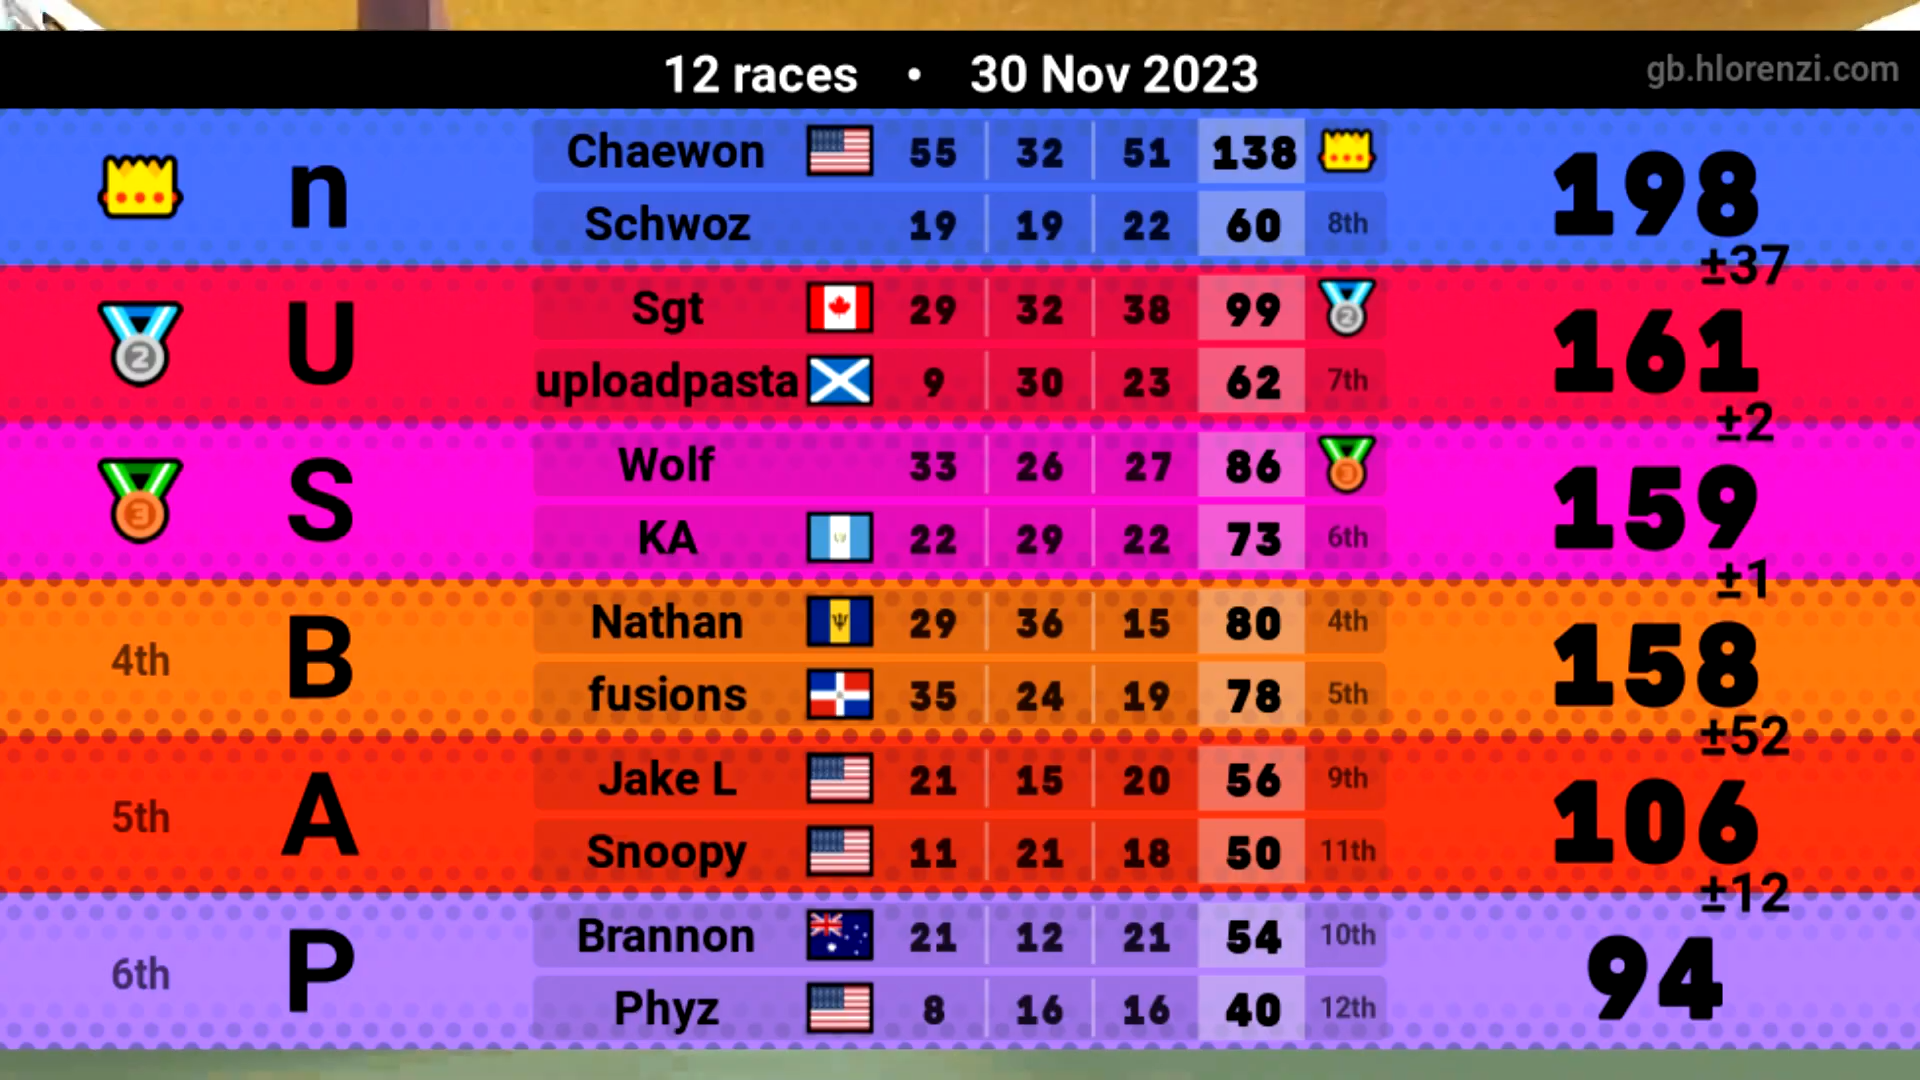 12 races • 30 Nov 2023 gb.hlorenzi.com
n Chaewon 55 32 51 138 198
Schwoz 19 19 22 60 8th
±37
2 U Sgt 29 32 38 99 2 161
uploadpasta 9 30 23 62 7th
±2
3 S Wolf 33 26 27 86 3 159
KA 22 29 22 73 6th
±1
4th B Nathan 29 36 15 80 4th 158
fusions 35 24 19 78 5th
±52
5th A Jake L 21 15 20 56 9th 106
Snoopy 11 21 18 50 11th
±12
6th P Brannon 21 12 21 54 10th 94
Phyz 8 16 16 40 12th